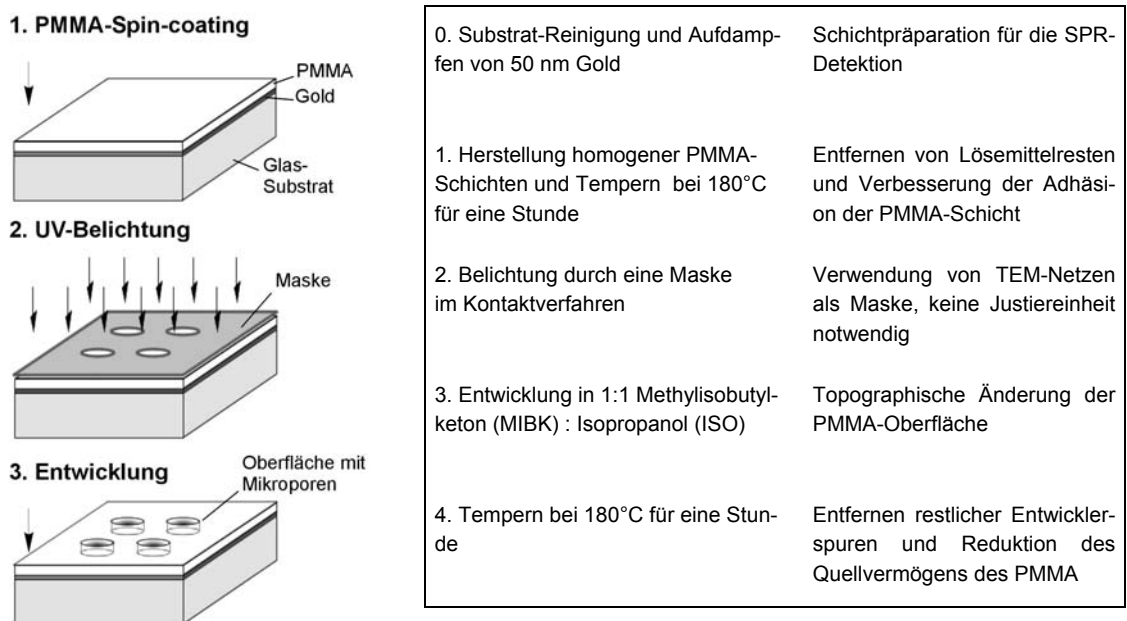 1. PMMA-Spin-coating
PMMA
Gold
Glas-
Substrat
2. UV-Belichtung
Maske
3. Entwicklung
Oberfläche mit
Mikroporen
0. Substrat-Reinigung und Aufdamp-
fen von 50 nm Gold
Schichtpräparation für die SPR-
Detektion
1. Herstellung homogener PMMA-
Schichten und Tempern bei 180°C
für eine Stunde
Entfernen von Lösemittelresten
und Verbesserung der Adhäsi-
on der PMMA-Schicht
2. Belichtung durch eine Maske
im Kontaktverfahren
Verwendung von TEM-Netzen
als Maske, keine Justiereinheit
notwendig
3. Entwicklung in 1:1 Methylisobutyl-
keton (MIBK) : Isopropanol (ISO)
Topographische Änderung der
PMMA-Oberfläche
4. Tempern bei 180°C für eine Stun-
de
Entfernen restlicher Entwickler-
spuren und Reduktion des
Quellvermögens des PMMA